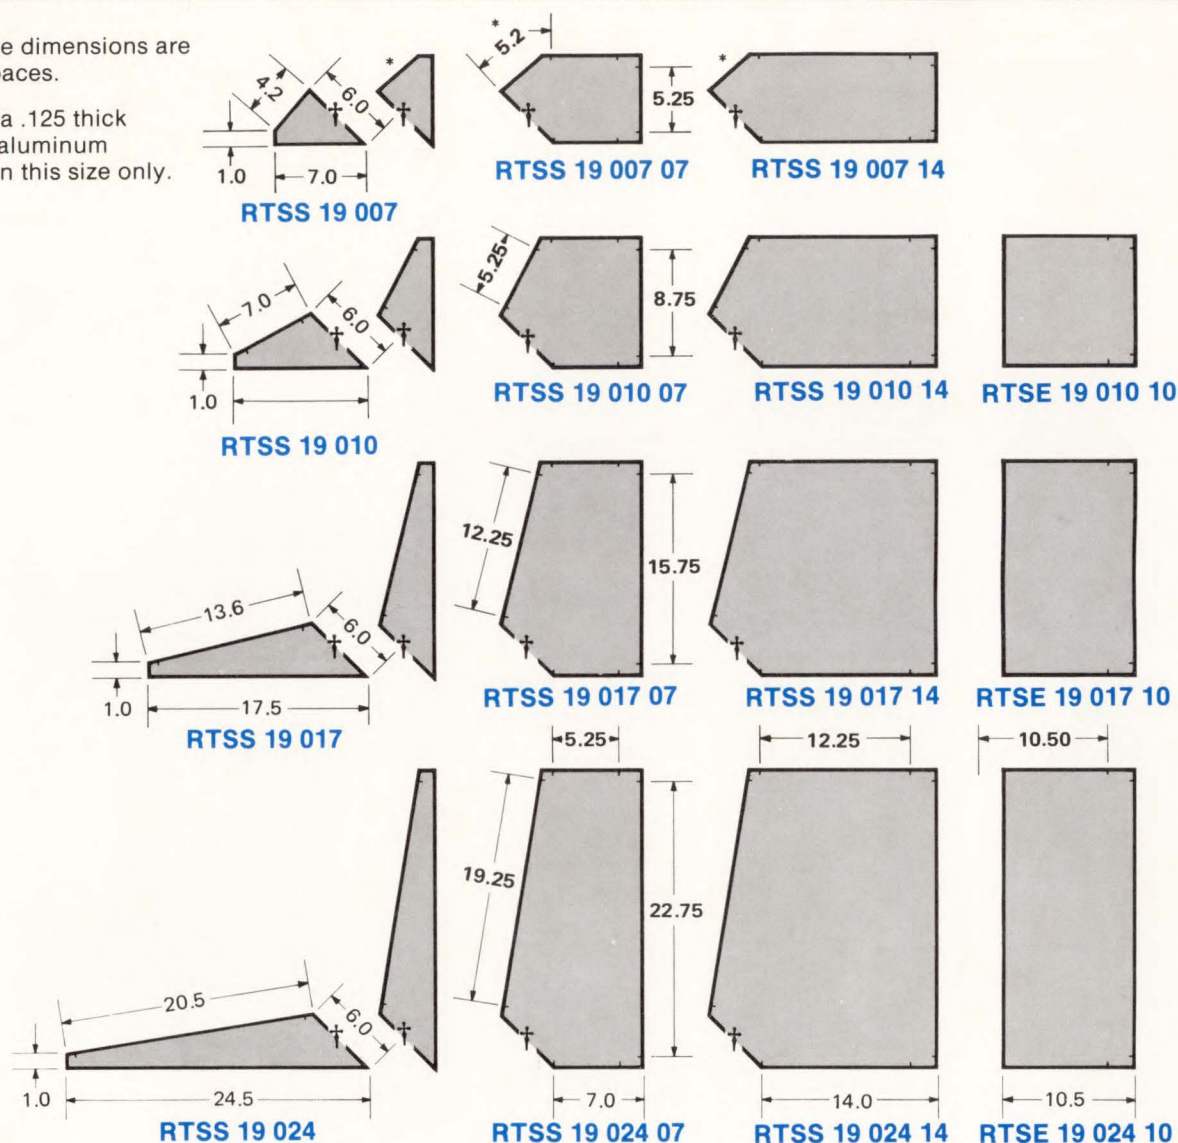 e dimensions are
paces.
a .125 thick
aluminum
n this size only.
4.2
6.0
†
1.0
7.0
RTSS 19 007
*
†
*
5.2
†
5.25
RTSS 19 007 07
*
†
RTSS 19 007 14
7.0
6.0
†
1.0
RTSS 19 010
†
5.25
†
8.75
RTSS 19 010 07
†
RTSS 19 010 14
RTSE 19 010 10
13.6
6.0
†
1.0
17.5
RTSS 19 017
†
12.25
†
15.75
RTSS 19 017 07
†
RTSS 19 017 14
RTSE 19 017 10
5.25
12.25
10.50
20.5
6.0
†
1.0
24.5
RTSS 19 024
†
19.25
†
22.75
7.0
RTSS 19 024 07
†
14.0
RTSS 19 024 14
10.5
RTSE 19 024 10